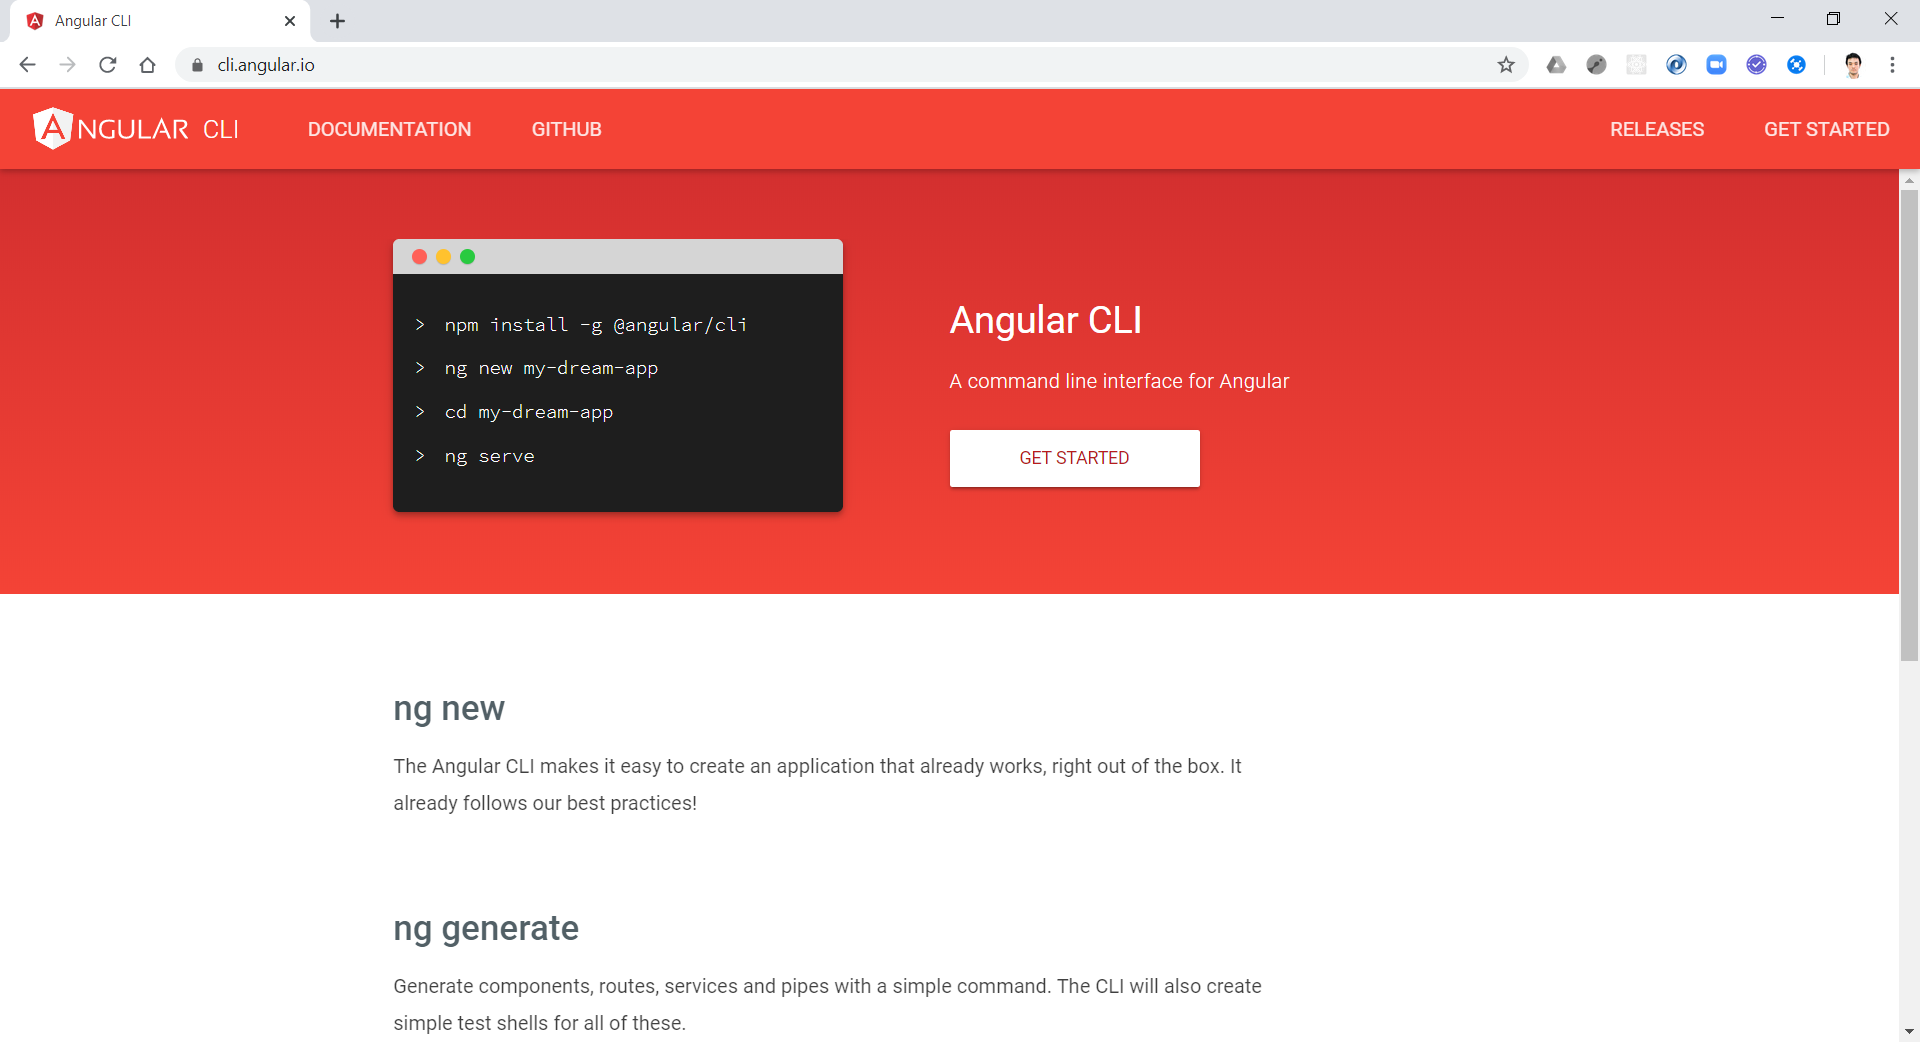 Angular CLI
cli.angular.io
ANGULAR CLI
DOCUMENTATION
GITHUB
RELEASES
GET STARTED
> npm install -g @angular/cli
> ng new my-dream-app
> cd my-dream-app
> ng serve
Angular CLI
A command line interface for Angular
GET STARTED
ng new
The Angular CLI makes it easy to create an application that already works, right out of the box. It
already follows our best practices!
ng generate
Generate components, routes, services and pipes with a simple command. The CLI will also create
simple test shells for all of these.